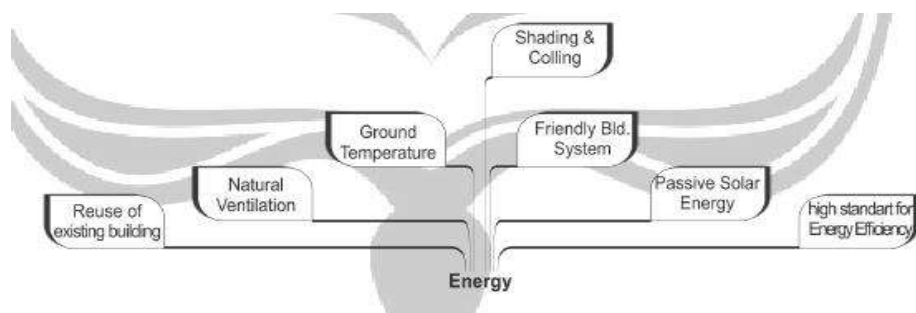 Shading &
Colling
Ground
Temperature
Friendly Bld.
System
Natural
Ventilation
Passive Solar
Energy
Reuse of
existing building
high standart for
Energy Efficiency
Energy